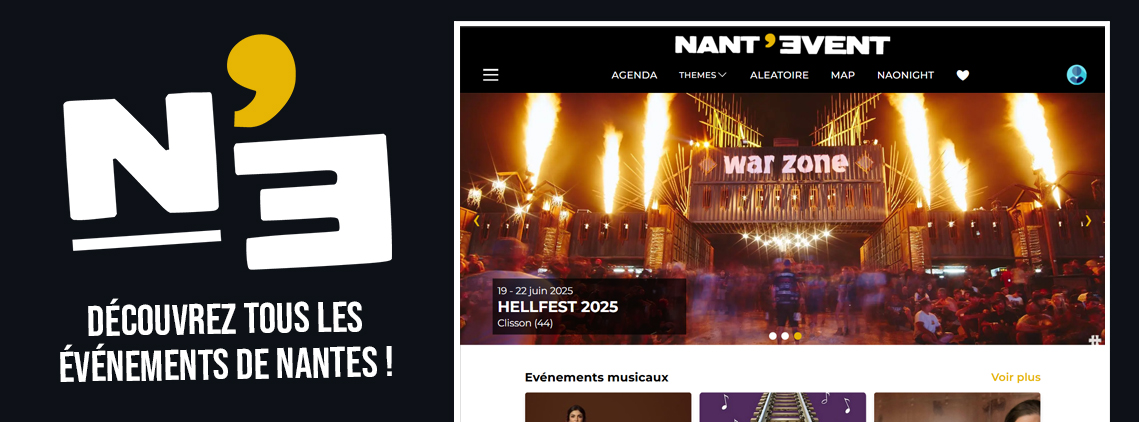 N'E
DÉCOUVREZ TOUS LES
ÉVÉNEMENTS DE NANTES !
NANT'EVENT
AGENDA THEMES ALEATOIRE MAP NAONIGHT
war zone
19 - 22 juin 2025
HELLFEST 2025
Clisson (44)
Evénements musicaux Voir plus